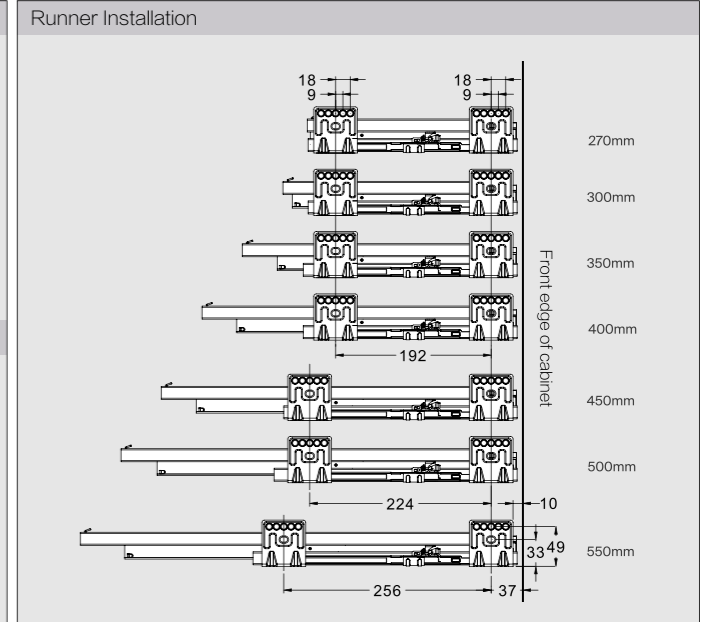 Runner Installation
18
18
9
9
270mm
300mm
350mm
Front edge of cabinet
400mm
192
450mm
500mm
224
10
33
49
550mm
256
37